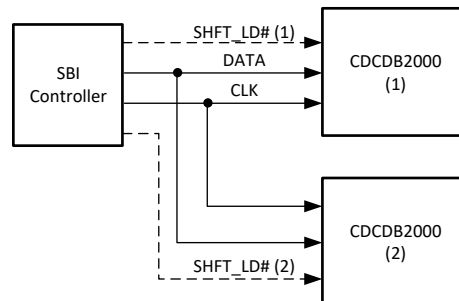 SHFT_LD# (1)
SBI
Controller
DATA
CLK
CDCDB2000
(1)
CDCDB2000
(2)
SHFT_LD# (2)